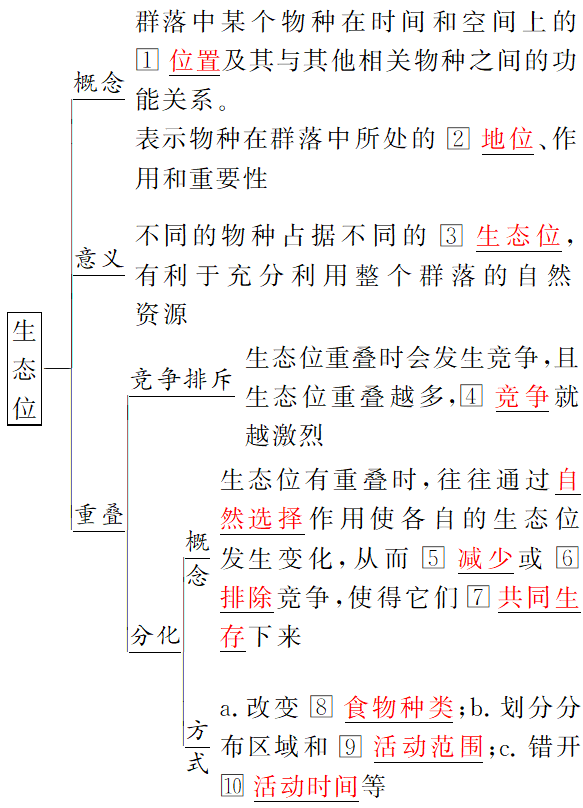 生态位
概念
群落中某个物种在时间和空间上的
1 位置及其与其他相关物种之间的功
能关系。
表示物种在群落中所处的 2 地位、作
用和重要性
意义
不同的物种占据不同的 3 生态位,
有利于充分利用整个群落的自然
资源
重叠
竞争排斥
生态位重叠时会发生竞争,且
生态位重叠越多,4 竞争就
越激烈
分化
概念
生态位有重叠时,往往通过自
然选择作用使各自的生态位
发生变化,从而 5 减少或 6
排除竞争,使得它们 7 共同生
存下来
方式
a. 改变 8 食物种类;b. 划分分
布区域和 9 活动范围;c. 错开
10 活动时间等